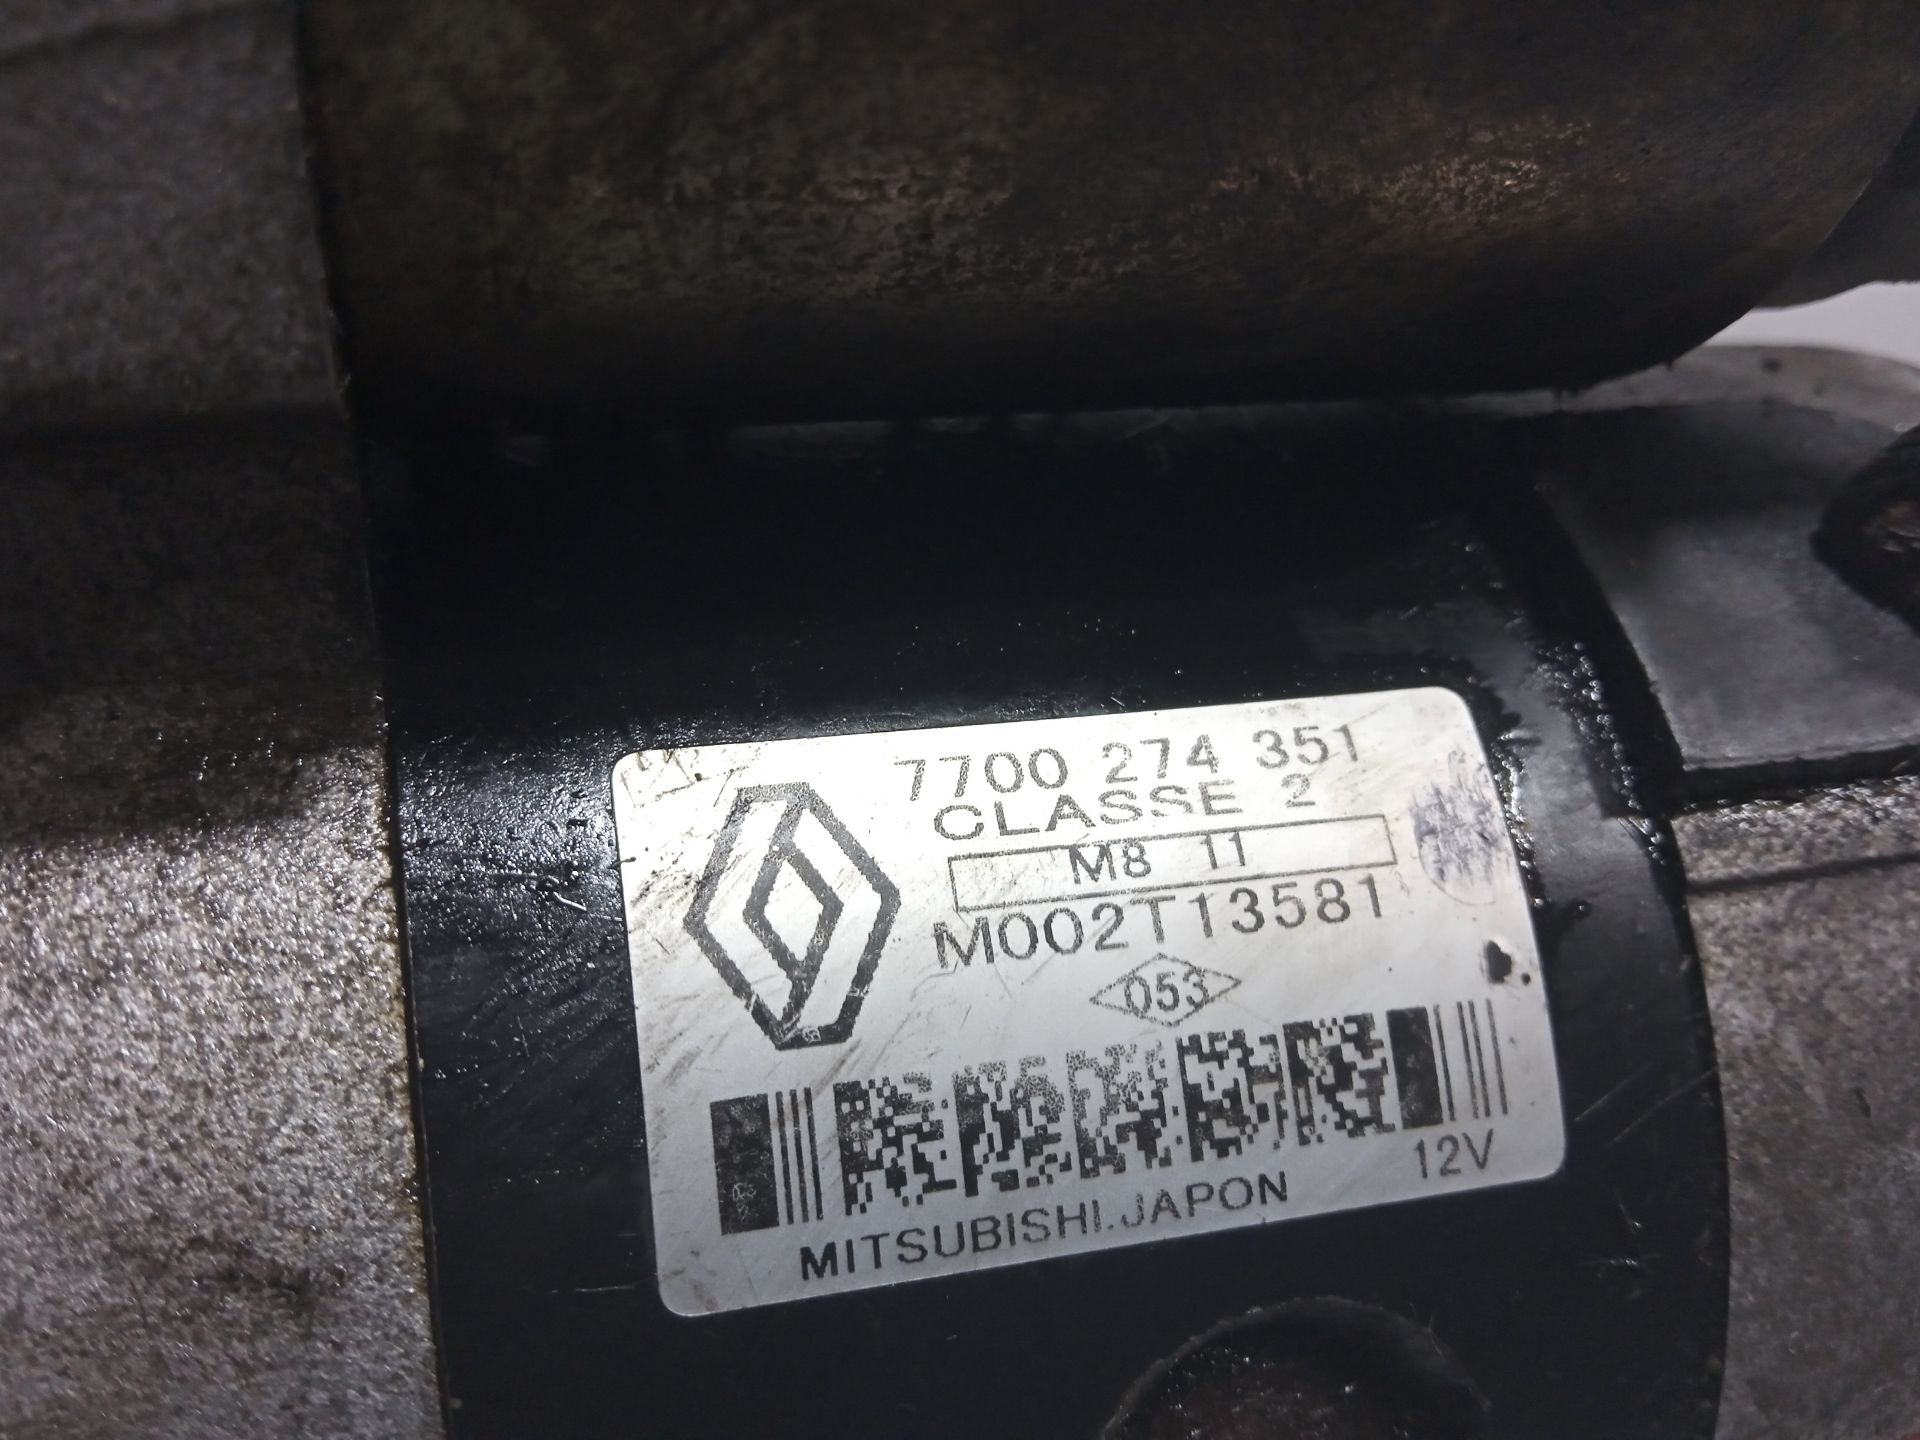 7700 274 351
CLASSE 2
M8 11
M002T13581
053
12V
MITSUBISHI.JAPON